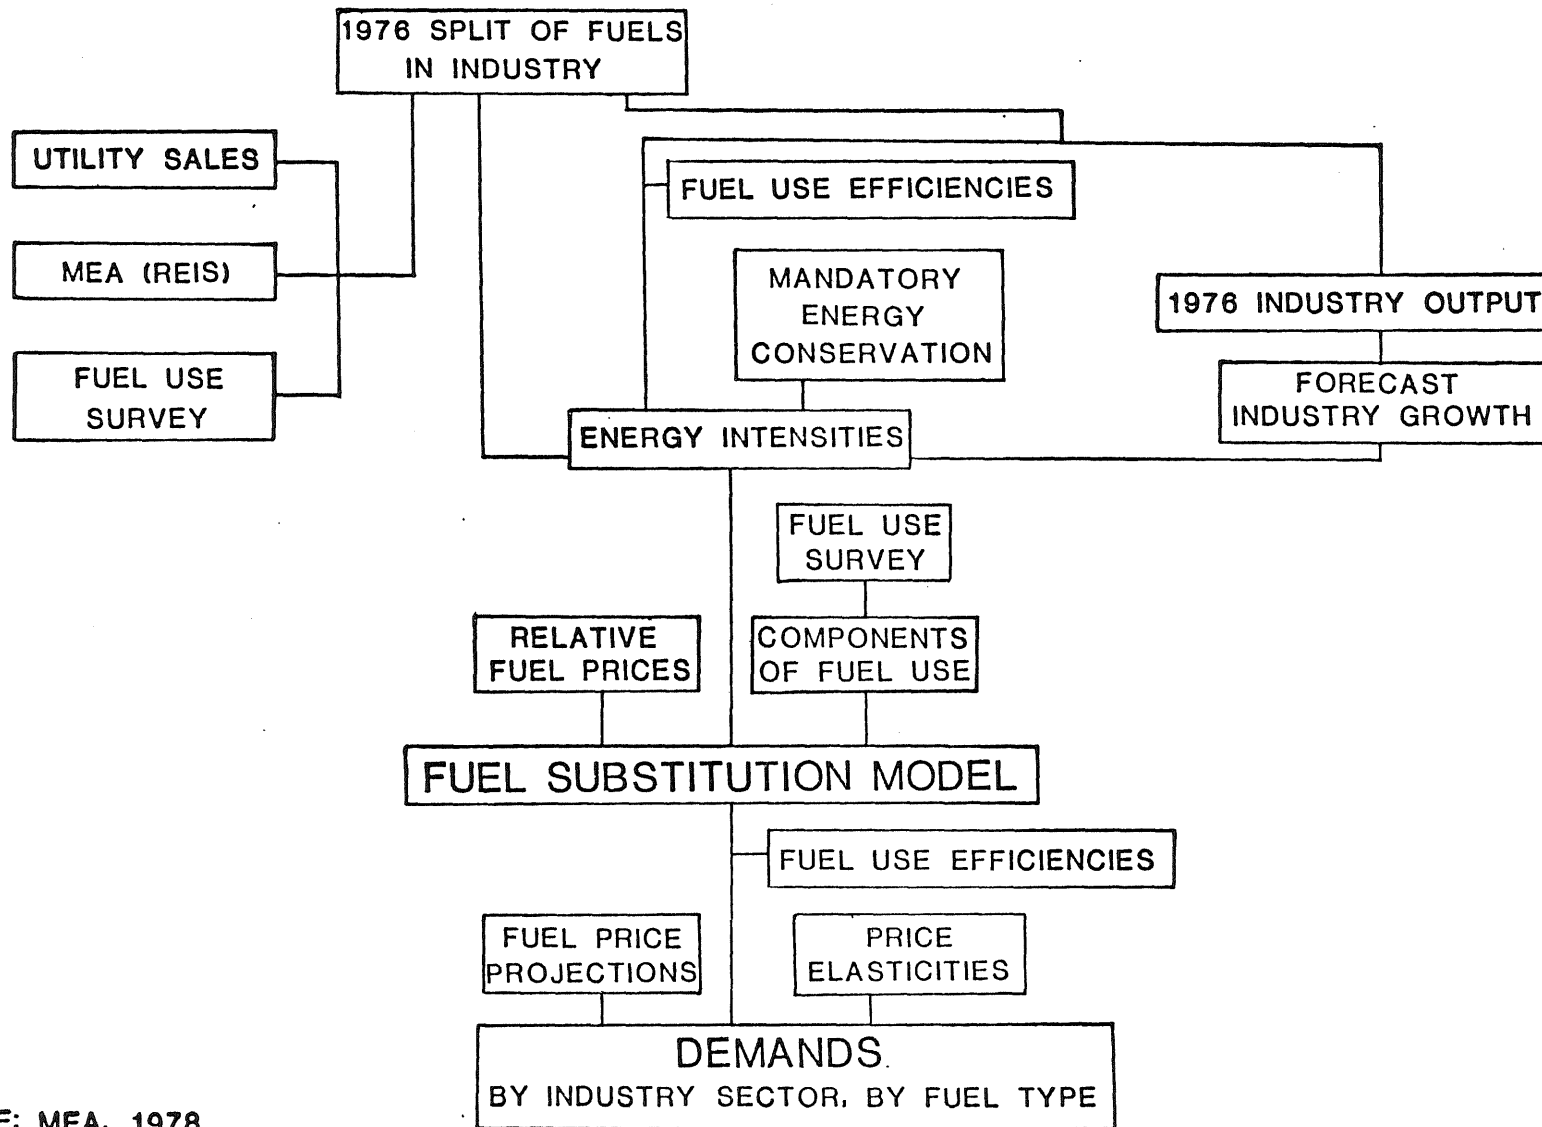 1976 SPLIT OF FUELS
IN INDUSTRY
UTILITY SALES
FUEL USE EFFICIENCIES
MEA (REIS)
MANDATORY
ENERGY
CONSERVATION
1976 INDUSTRY OUTPUT
FUEL USE
SURVEY
FORECAST
INDUSTRY GROWTH
ENERGY INTENSITIES
FUEL USE
SURVEY
RELATIVE
FUEL PRICES
COMPONENTS
OF FUEL USE
FUEL SUBSTITUTION MODEL
FUEL USE EFFICIENCIES
FUEL PRICE
PROJECTIONS
PRICE
ELASTICITIES
DEMANDS
BY INDUSTRY SECTOR, BY FUEL TYPE
MEA, 1978